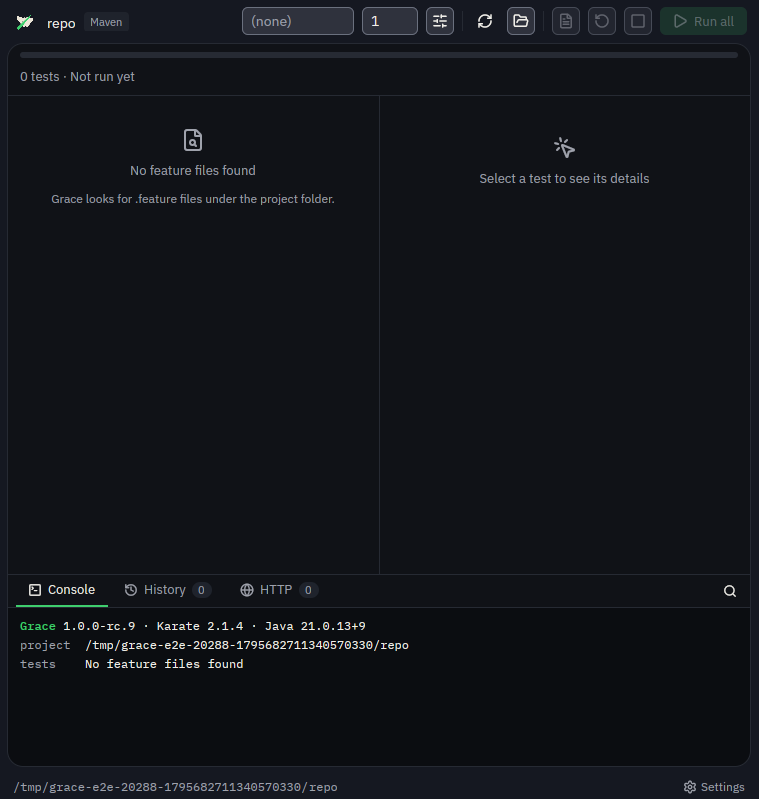 repo Maven (none) 1 Run all
0 tests · Not run yet
No feature files found
Grace looks for .feature files under the project folder.
Select a test to see its details
Console History 0 HTTP 0
Grace 1.0.0-rc.9 · Karate 2.1.4 · Java 21.0.13+9
project /tmp/grace-e2e-20288-1795682711340570330/repo
tests No feature files found
/tmp/grace-e2e-20288-1795682711340570330/repo Settings